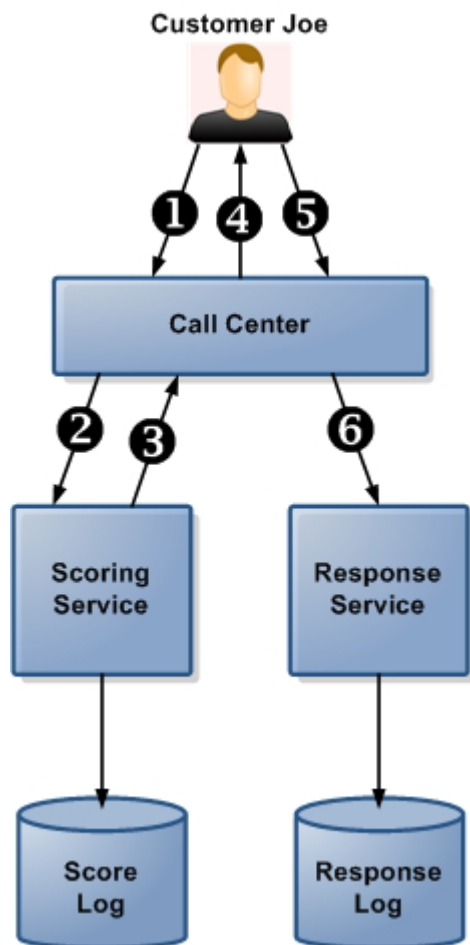 Customer Joe
1
4
5
Call Center
2
3
6
Scoring
Service
Response
Service
Score
Log
Response
Log